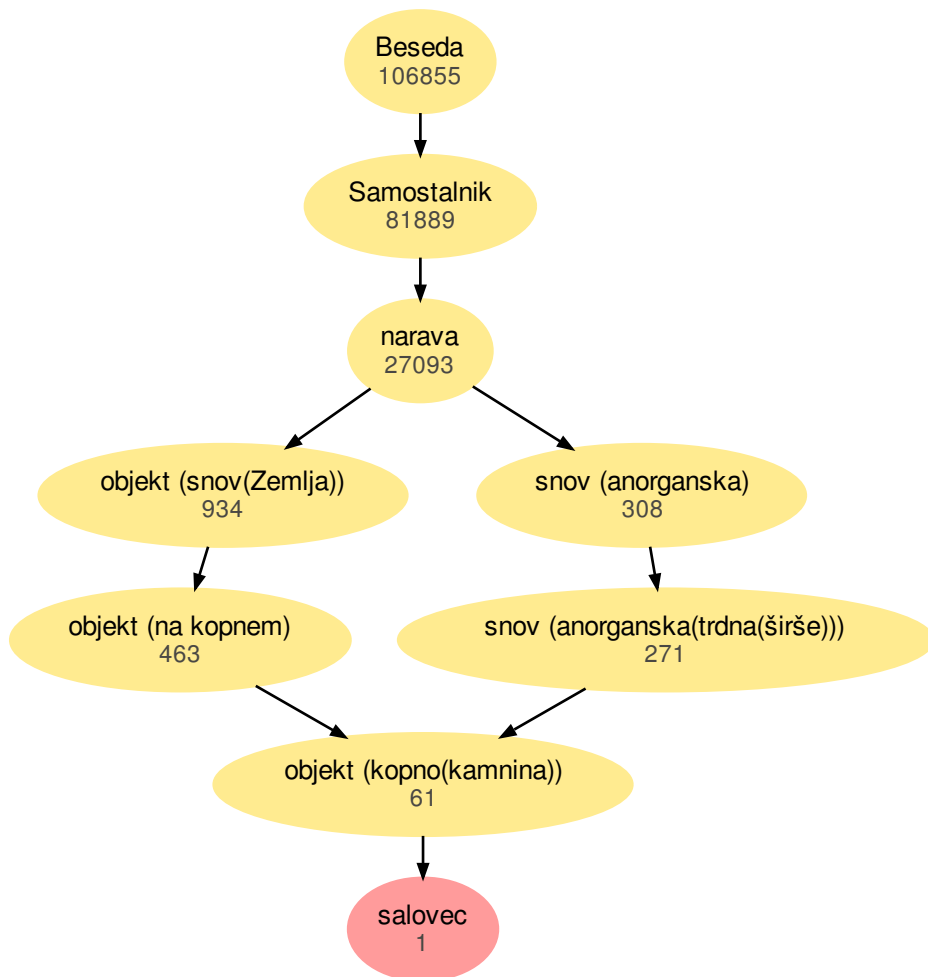 Beseda
106855
Samostalnik
81889
narava
27093
objekt (snov(Zemlja))
934
snov (anorganska)
308
objekt (na kopnem)
463
snov (anorganska(trdna(širše)))
271
objekt (kopno(kamnina))
61
salovec
1